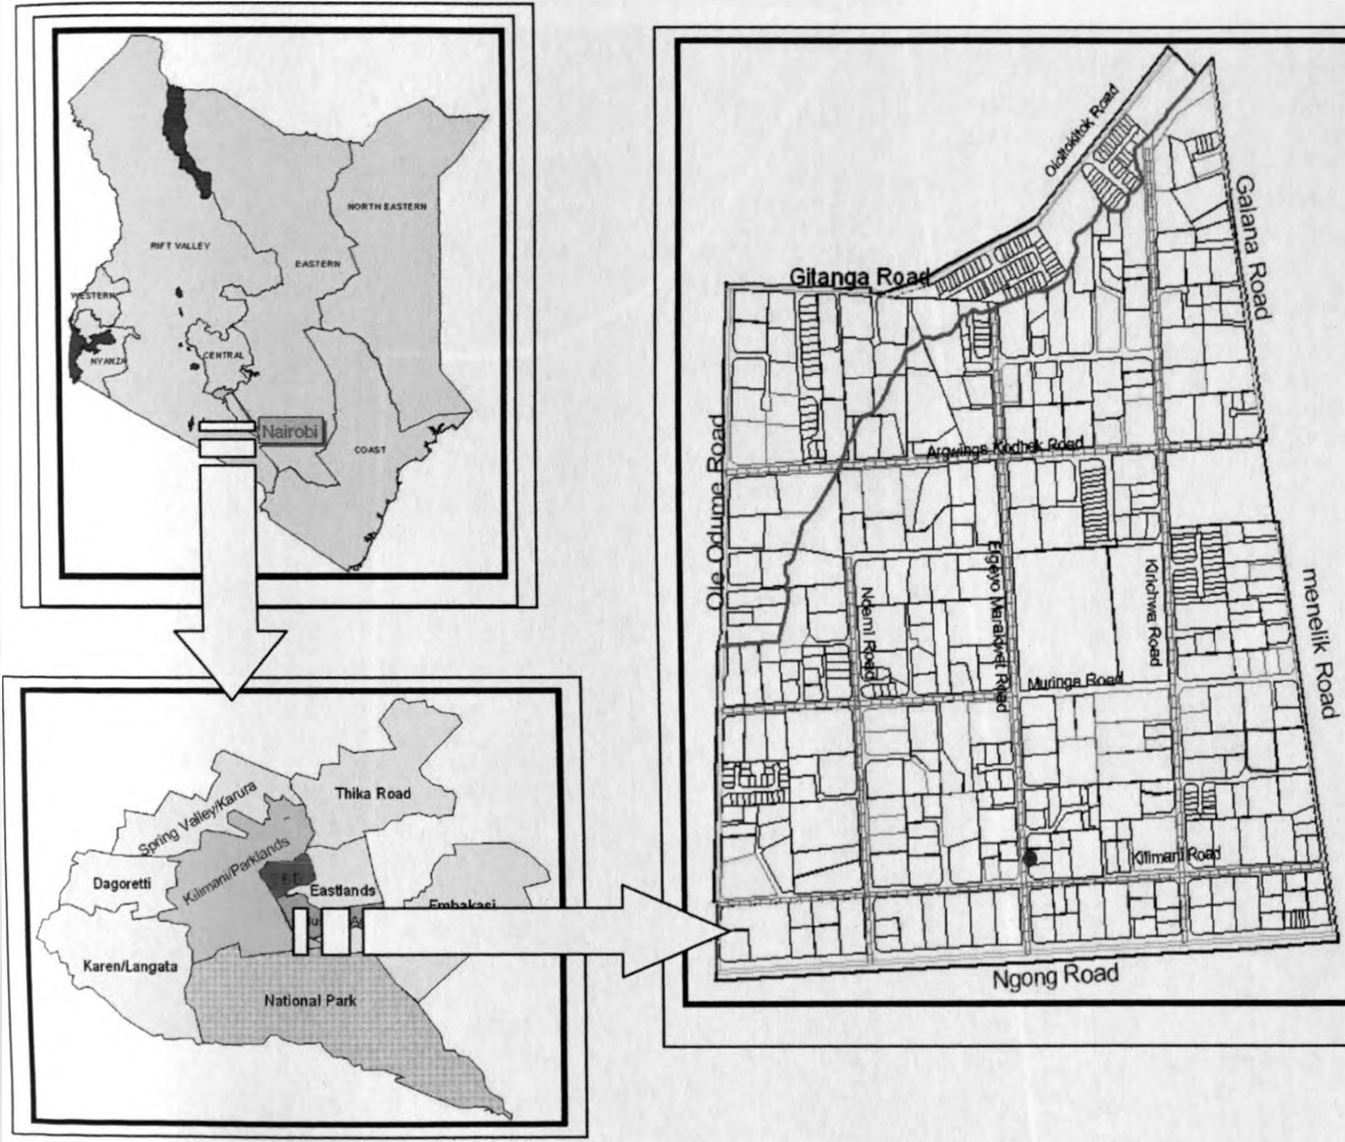 NORTH EASTERN
RIFT VALLEY
EASTERN
WESTERN
NYANZA
CENTRAL
Nairobi
COAST
Thika Road
Spring Valley/Karura
Kilimani/Parklands
Dagoretti
Eastlands
Embakasi
Karen/Langata
National Park
Oloitokitok Road
Galana Road
Gitanga Road
Argwings Kodhek Road
Ole Odume Road
Elgeyo Marakwet Road
Kirichwa Road
Noemi Road
menelik Road
Muringa Road
Kilimani Road
Ngong Road